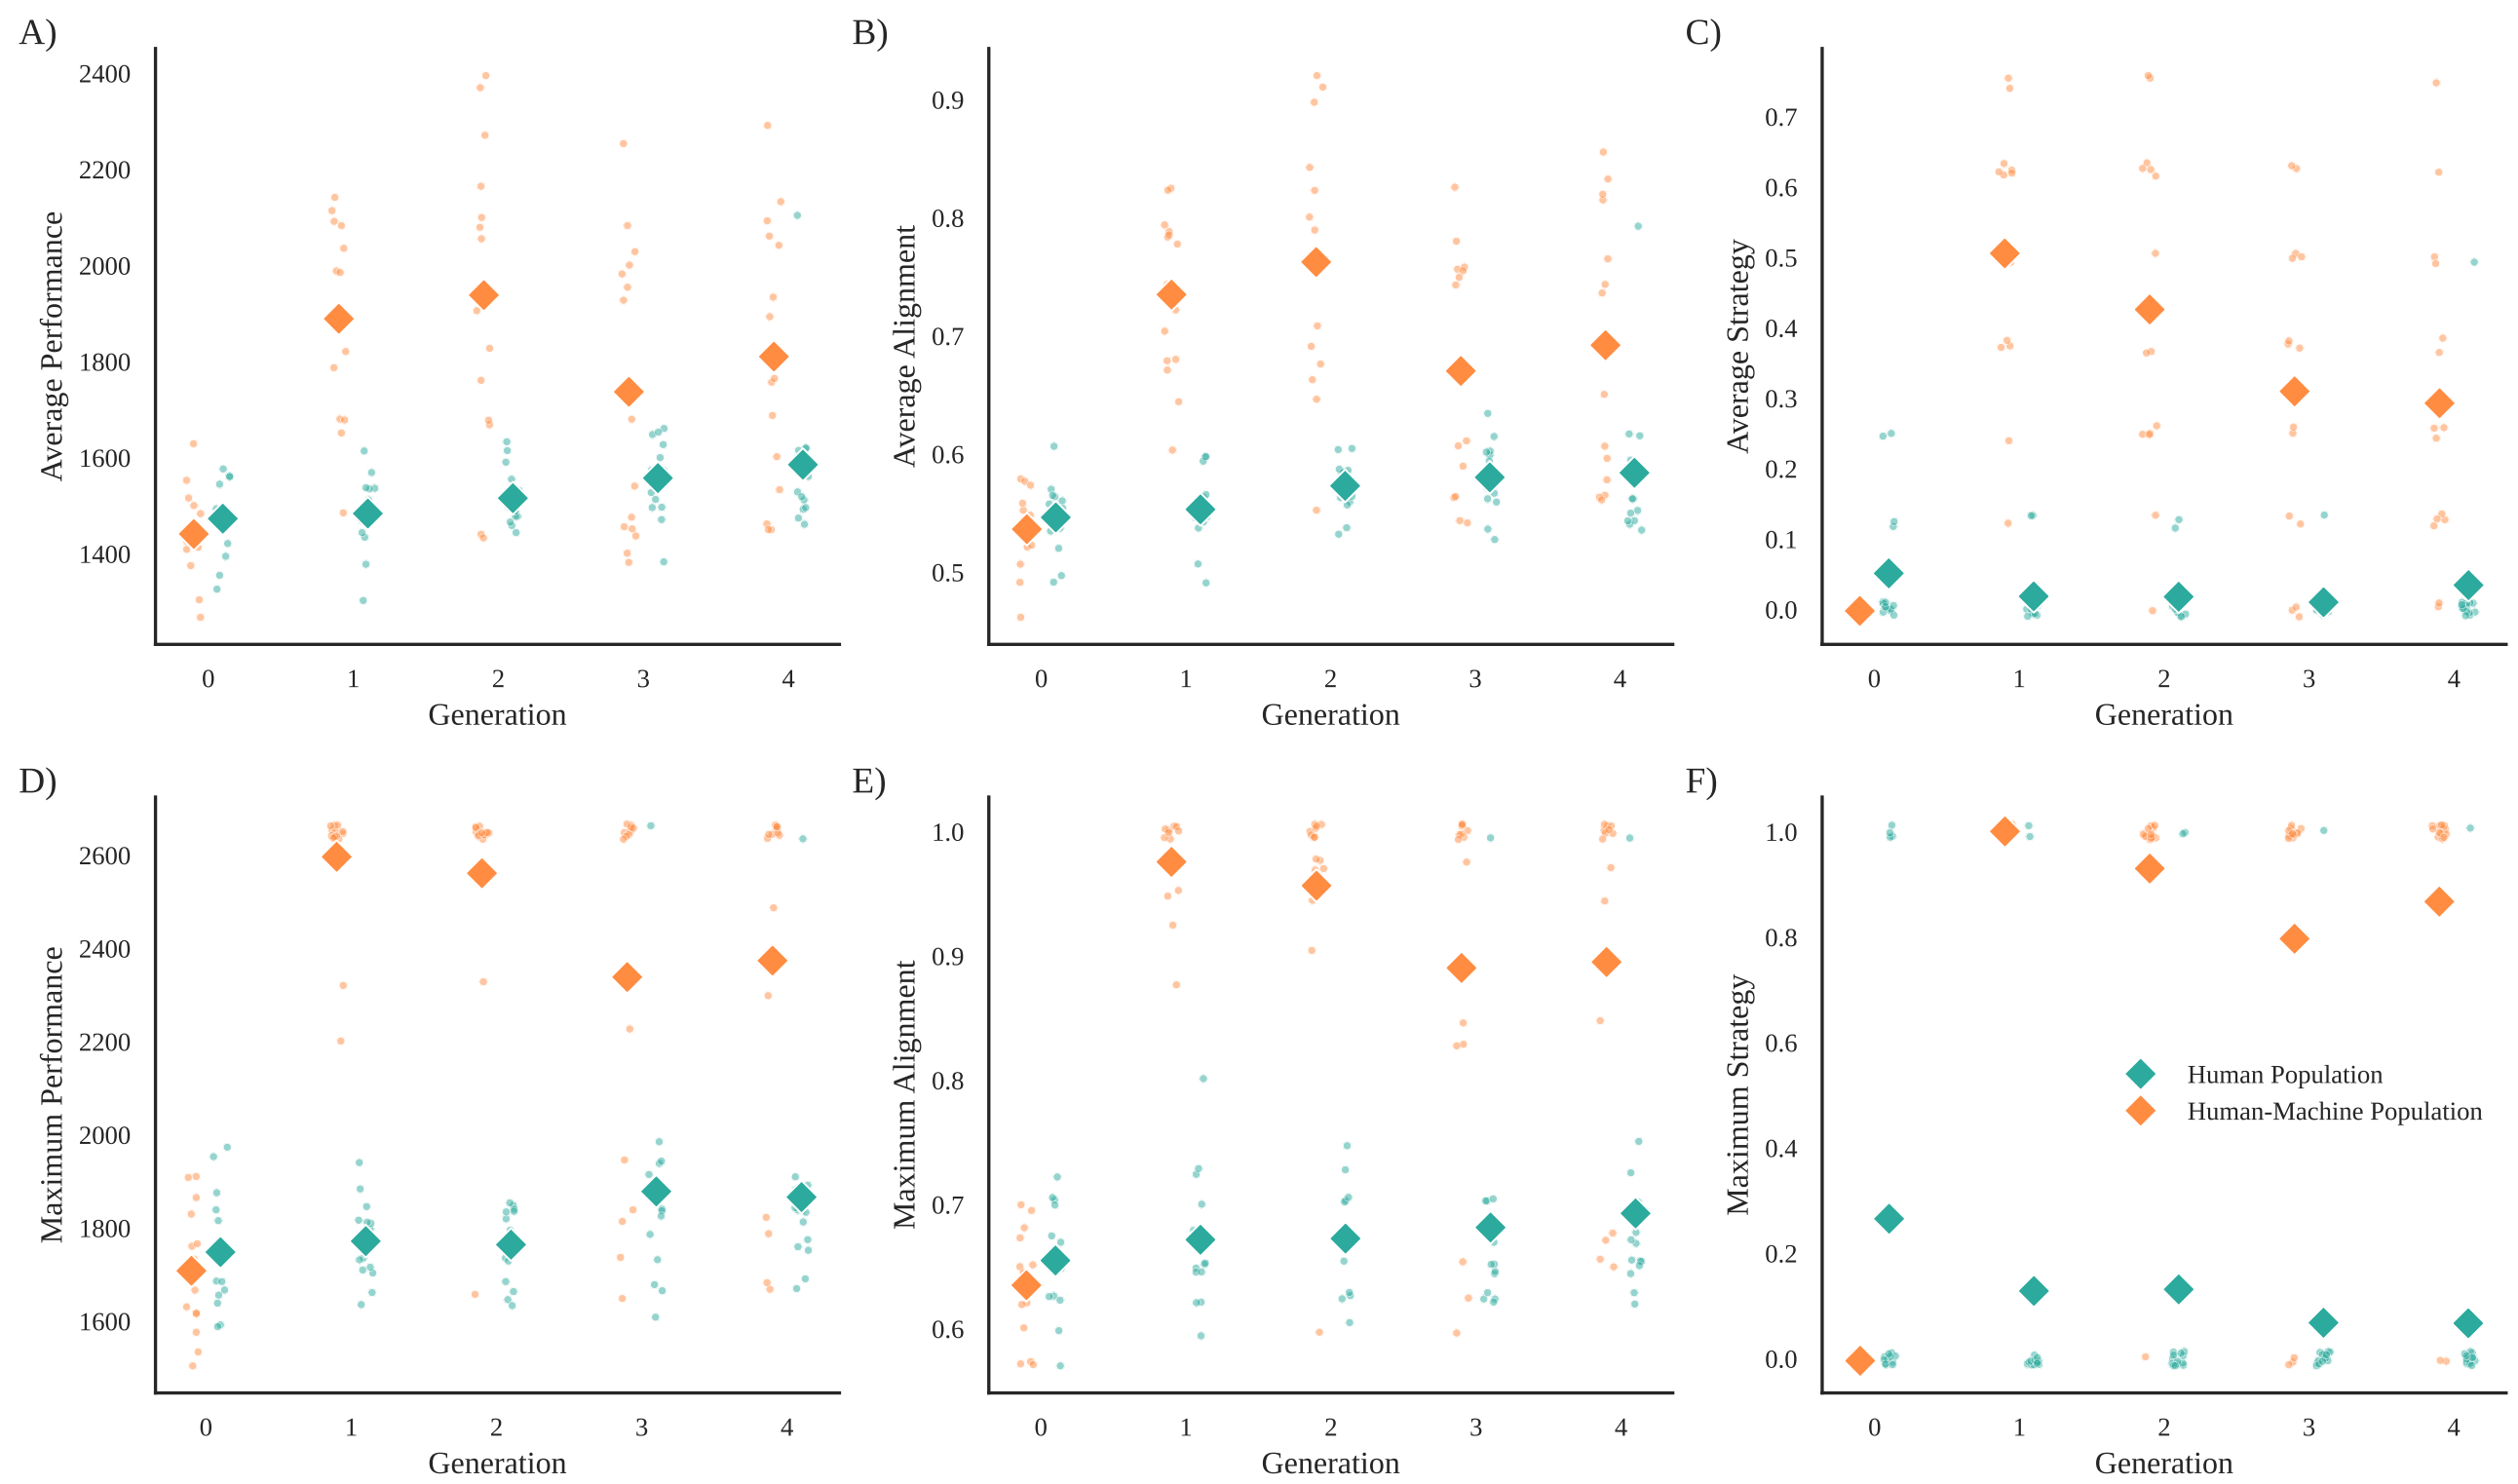 A)
Average Performance
2400
2200
2000
1800
1600
1400
0 1 2 3 4
Generation
B)
Average Alignment
0.9
0.8
0.7
0.6
0.5
0 1 2 3 4
Generation
C)
Average Strategy
0.7
0.6
0.5
0.4
0.3
0.2
0.1
0.0
0 1 2 3 4
Generation
D)
Maximum Performance
2600
2400
2200
2000
1800
1600
0 1 2 3 4
Generation
E)
Maximum Alignment
1.0
0.9
0.8
0.7
0.6
0 1 2 3 4
Generation
F)
Maximum Strategy
1.0
0.8
0.6
0.4
0.2
0.0
Human Population
Human-Machine Population
0 1 2 3 4
Generation